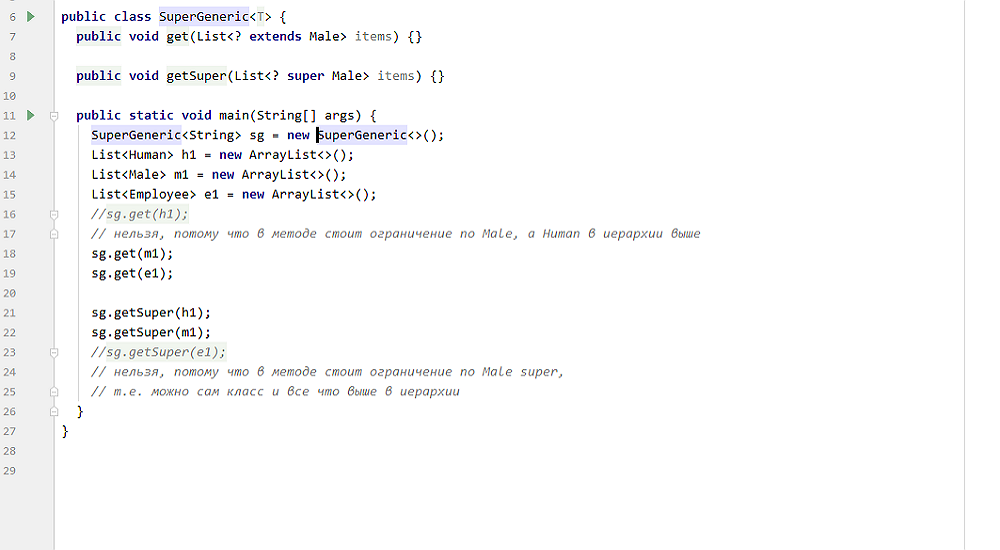 6 public class SuperGeneric<T> {
7 public void get(List<? extends Male> items) {}
8
9 public void getSuper(List<? super Male> items) {}
10
11 public static void main(String[] args) {
12 SuperGeneric<String> sg = new SuperGeneric<>();
13 List<Human> h1 = new ArrayList<>();
14 List<Male> m1 = new ArrayList<>();
15 List<Employee> e1 = new ArrayList<>();
16 //sg.get(h1);
17 // нельзя, потому что в методе стоит ограничение по Male, а Human в иерархии выше
18 sg.get(m1);
19 sg.get(e1);
20
21 sg.getSuper(h1);
22 sg.getSuper(m1);
23 //sg.getSuper(e1);
24 // нельзя, потому что в методе стоит ограничение по Male super,
25 // т.е. можно сам класс и все что выше в иерархии
26 }
27 }
28
29